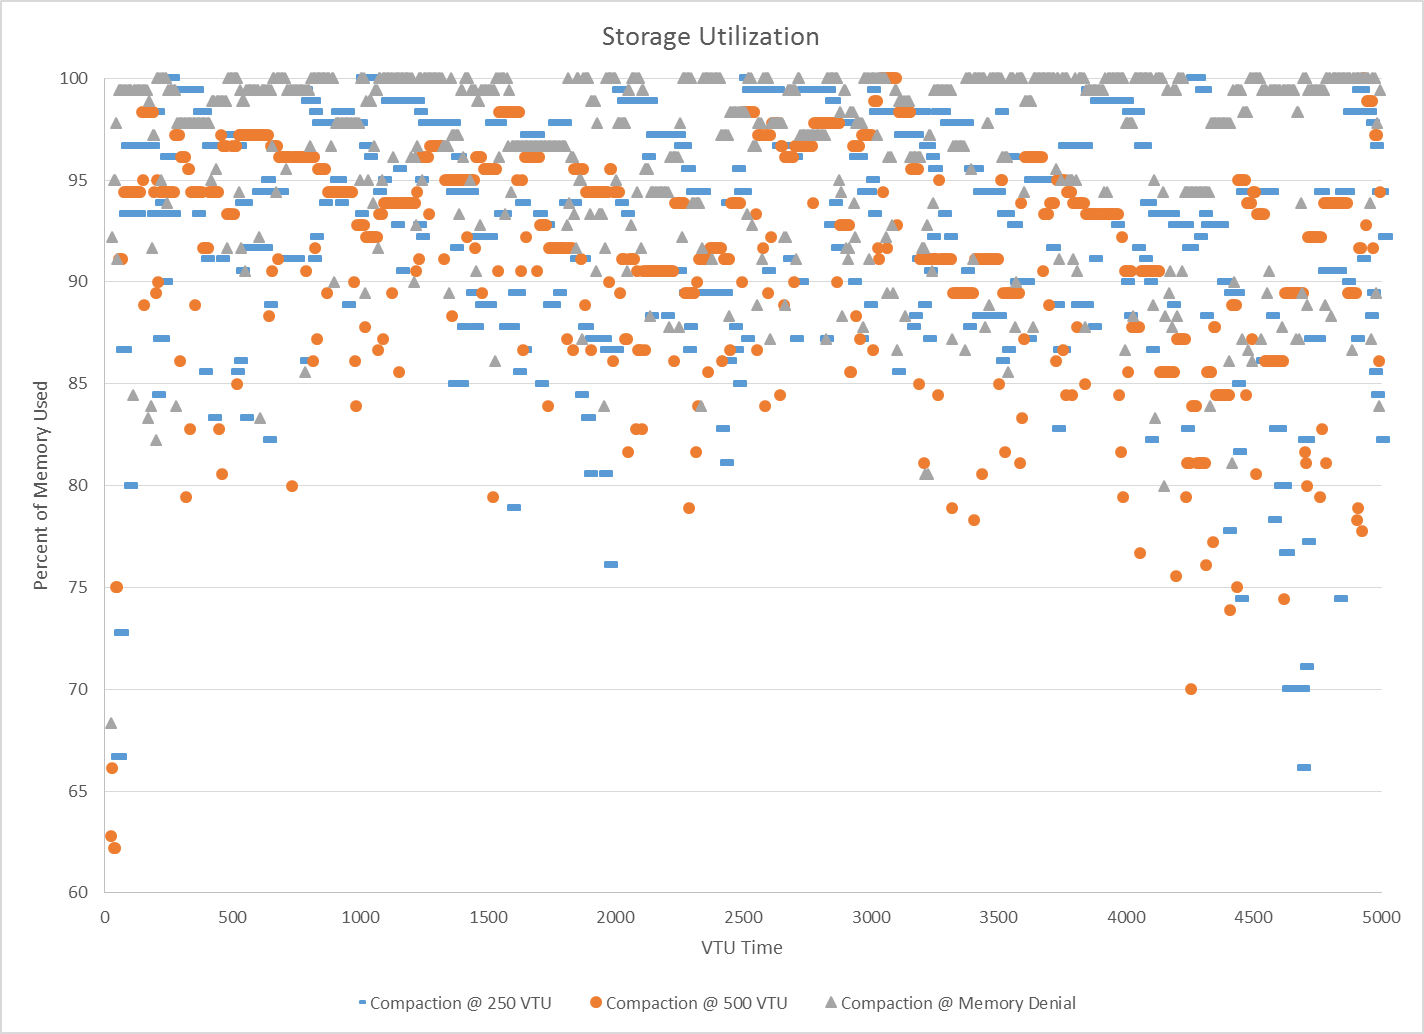 Storage Utilization
Percent of Memory Used
100
95
90
85
80
75
70
65
60
0 500 1000 1500 2000 2500 3000 3500 4000 4500 5000
VTU Time
Compaction @ 250 VTU Compaction @ 500 VTU Compaction @ Memory Denial